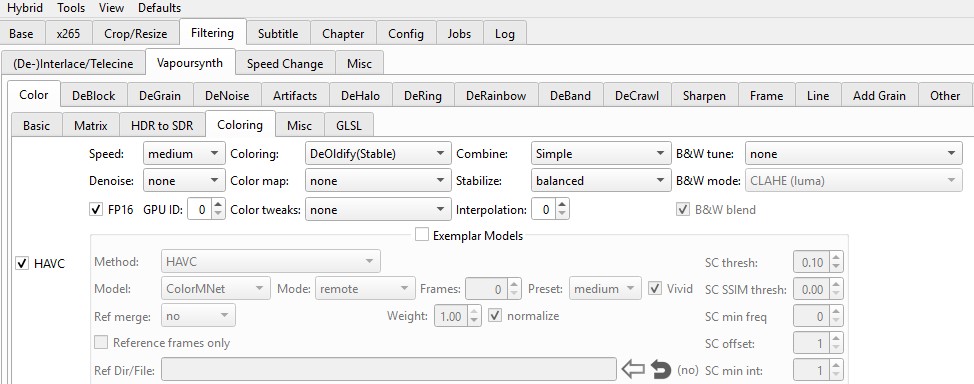 Hybrid Tools View Defaults
Base x265 Crop/Resize Filtering Subtitle Chapter Config Jobs Log
(De-)Interlace/Telecine Vapoursynth Speed Change Misc
Color DeBlock DeGrain DeNoise Artifacts DeHalo DeRing DeRainbow DeBand DeCrawl Sharpen Frame Line Add Grain Other
Basic Matrix HDR to SDR Coloring Misc GLSL
Speed: medium Coloring: DeOldify(Stable) Combine: Simple B&W tune: none
Denoise: none Color map: none Stabilize: balanced B&W mode: CLAHE (luma)
FP16 GPU ID: 0 Color tweaks: none Interpolation: 0 B&W blend
Exemplar Models
HAVC
Method: HAVC SC thresh: 0.10
Model: ColorMNet Mode: remote Frames: 0 Preset: medium Vivid SC SSIM thresh: 0.00
Ref merge: no Weight: 1.00 normalize SC min freq 0
Reference frames only SC offset: 1
Ref Dir/File: (no) SC min int: 1